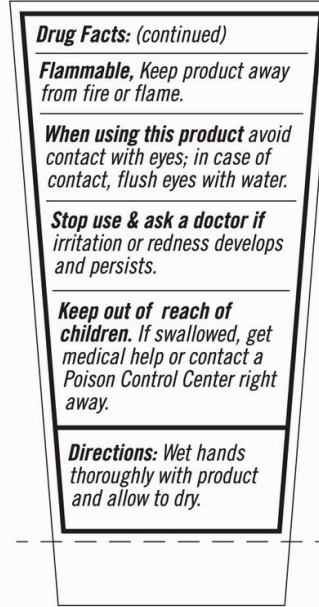 Drug Facts: (continued)
Flammable, Keep product away
from fire or flame.
When using this product avoid
contact with eyes; in case of
contact, flush eyes with water.
Stop use & ask a doctor if
irritation or redness develops
and persists.
Keep out of reach of
children. If swallowed, get
medical help or contact a
Poison Control Center right
away.
Directions: Wet hands
thoroughly with product
and allow to dry.